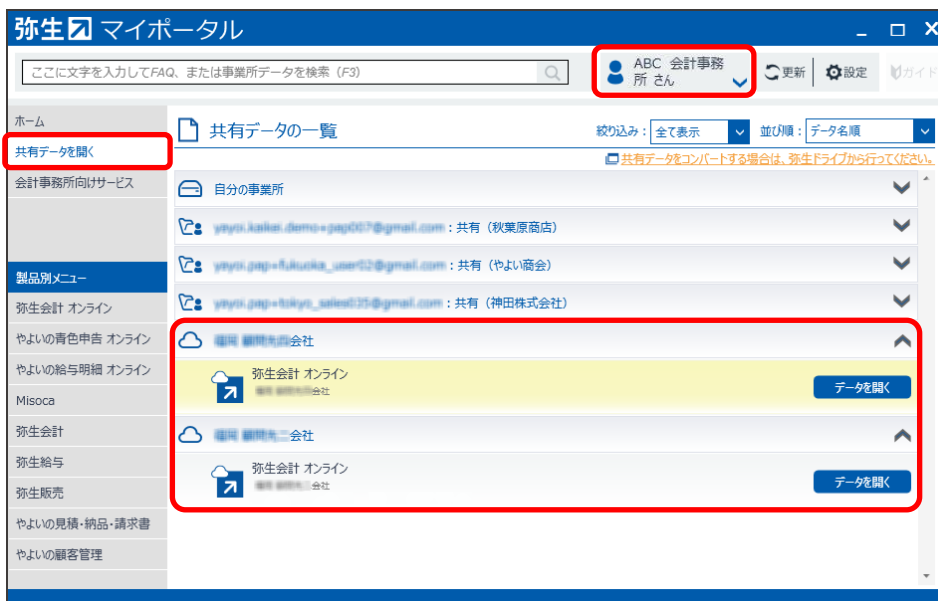 弥生 マイポータル
ここに文字を入力してFAQ、または事業所データを検索（F3）
ABC 会計事務
所 さん
更新
設定
ガイド
ホーム
共有データを開く
会計事務所向けサービス
製品別メニュー
弥生会計 オンライン
やよいの青色申告 オンライン
やよいの給与明細 オンライン
Misoca
弥生会計
弥生給与
弥生販売
やよいの見積・納品・請求書
やよいの顧客管理
共有データの一覧
絞り込み：全て表示
並び順：データ名順
共有データをコンバートする場合は、弥生ドライブから行ってください。
自分の事業所
：共有（秋葉原商店）
：共有（やよい商会）
：共有（神田株式会社）
会社
弥生会計 オンライン
会社
データを開く
会社
弥生会計 オンライン
会社
データを開く